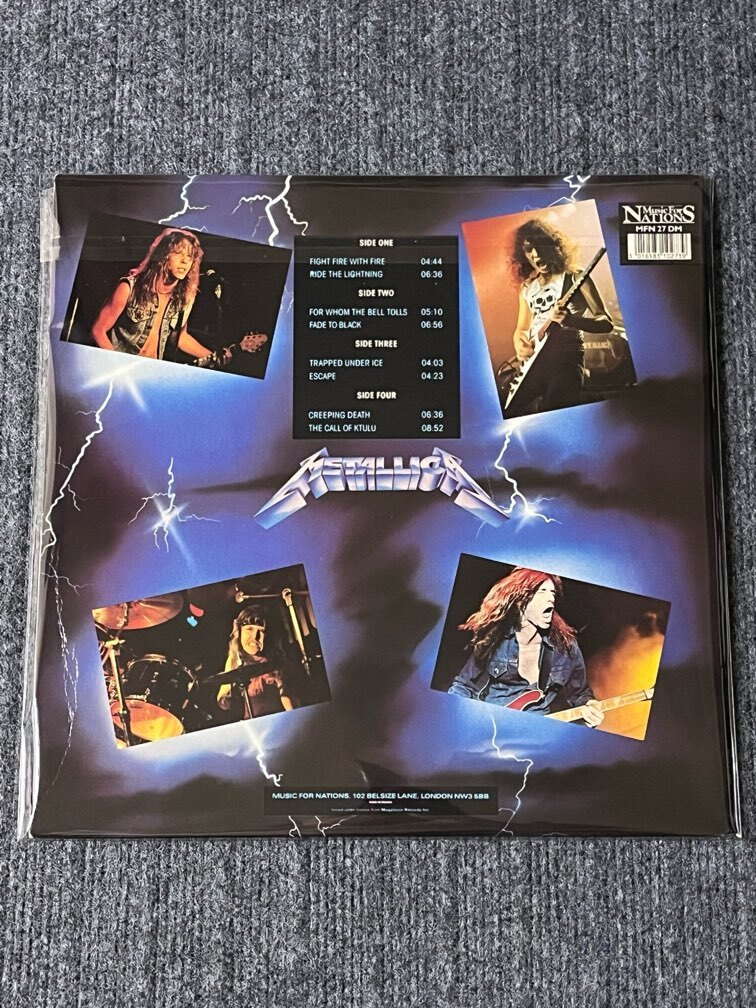 SIDE ONE
FIGHT FIRE WITH FIRE 04:44
RIDE THE LIGHTNING 06:36
SIDE TWO
FOR WHOM THE BELL TOLLS 05:10
FADE TO BLACK 06:56
SIDE THREE
TRAPPED UNDER ICE 04:03
ESCAPE 04:23
SIDE FOUR
CREEPING DEATH 06:36
THE CALL OF KTULU 08:52
Music For
NATIONS
MFN 27 DM
5 016583 102739
METALLICA
MUSIC FOR NATIONS, 102 BELSIZE LANE, LONDON NW3 5BB